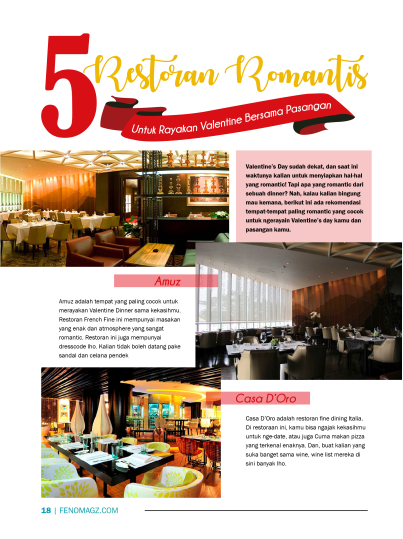 5 Restoran Romantis
Untuk Rayakan Valentine Bersama Pasangan
Valentine's Day sudah dekat, dan saat ini
waktunya kalian untuk menyiapkan hal-hal
yang romantic! Tapi apa yang romantic dari
sebuah dinner? Nah, kalau kalian bingung
mau kemana, berikut ini ada rekomendasi
tempat-tempat paling romantic yang cocok
untuk ngerayain Valentine's day kamu dan
pasangan kamu.
Amuz
Amuz adalah tempat yang paling cocok untuk
merayakan Valentine Dinner sama kekasihmu.
Restoran French Fine ini mempunyai masakan
yang enak dan atmosphere yang sangat
romantic. Restoran ini juga mempunyai
dresscode lho. Kalian tidak boleh datang pake
sandal dan celana pendek
Casa D'Oro
Casa D'Oro adalah restoran fine dining Italia.
Di restoraan ini, kamu bisa ngajak kekasihmu
untuk nge-date, atau juga Cuma makan pizza
yang terkenal enaknya. Dan, buat kalian yang
suka banget sama wine, wine list mereka di
sini banyak lho.
18 | FENOMAGZ.COM